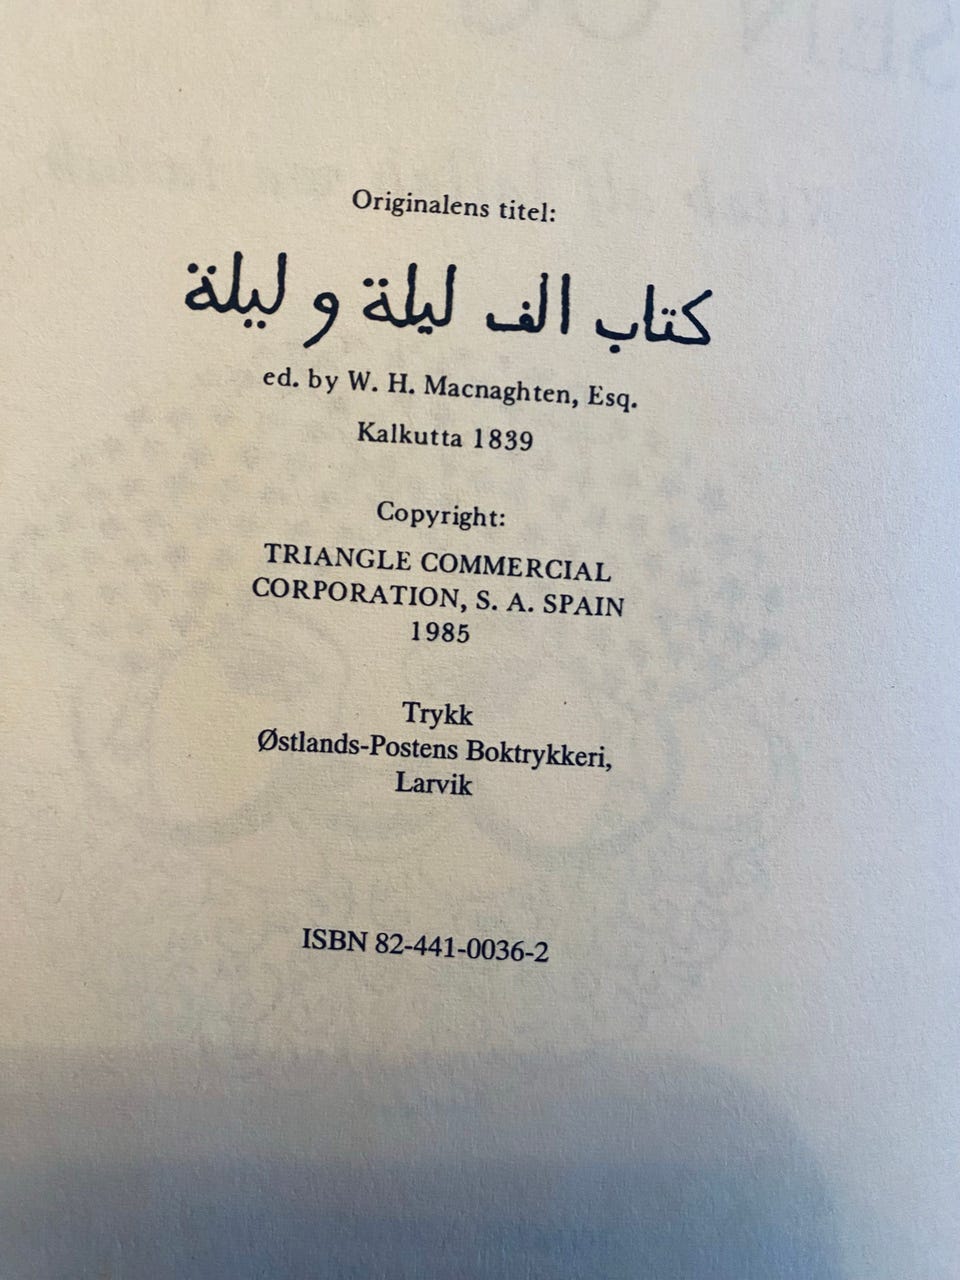 Originalens titel:
كتاب الف ليلة و ليلة
ed. by W. H. Macnaghten, Esq.
Kalkutta 1839
Copyright:
TRIANGLE COMMERCIAL
CORPORATION, S. A. SPAIN
1985
Trykk
Østlands-Postens Boktrykkeri,
Larvik
ISBN 82-441-0036-2